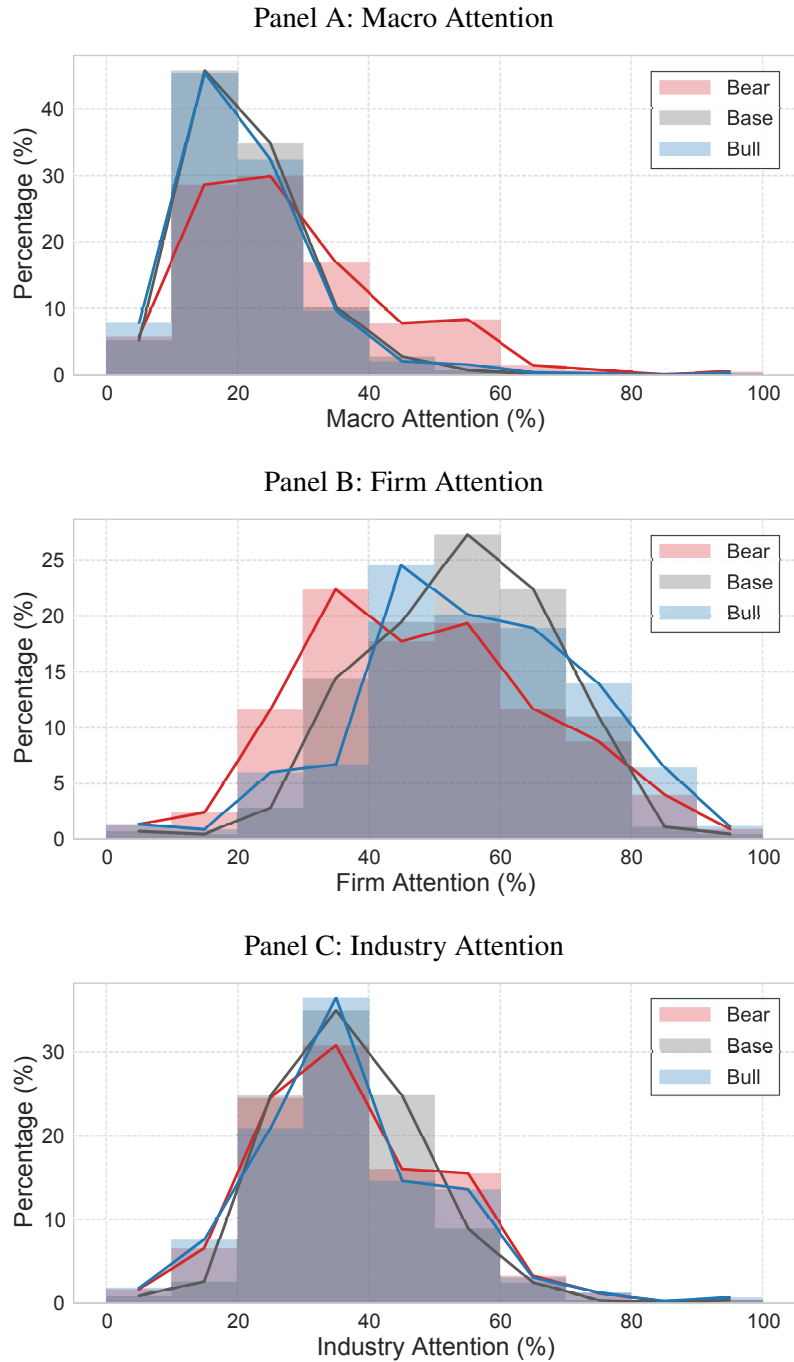 Panel A: Macro Attention
Bear
Base
Bull
Percentage (%)
40
30
20
10
0
0 20 40 60 80 100
Macro Attention (%)
Panel B: Firm Attention
Bear
Base
Bull
Percentage (%)
25
20
15
10
5
0
0 20 40 60 80 100
Firm Attention (%)
Panel C: Industry Attention
Bear
Base
Bull
Percentage (%)
30
20
10
0
0 20 40 60 80 100
Industry Attention (%)